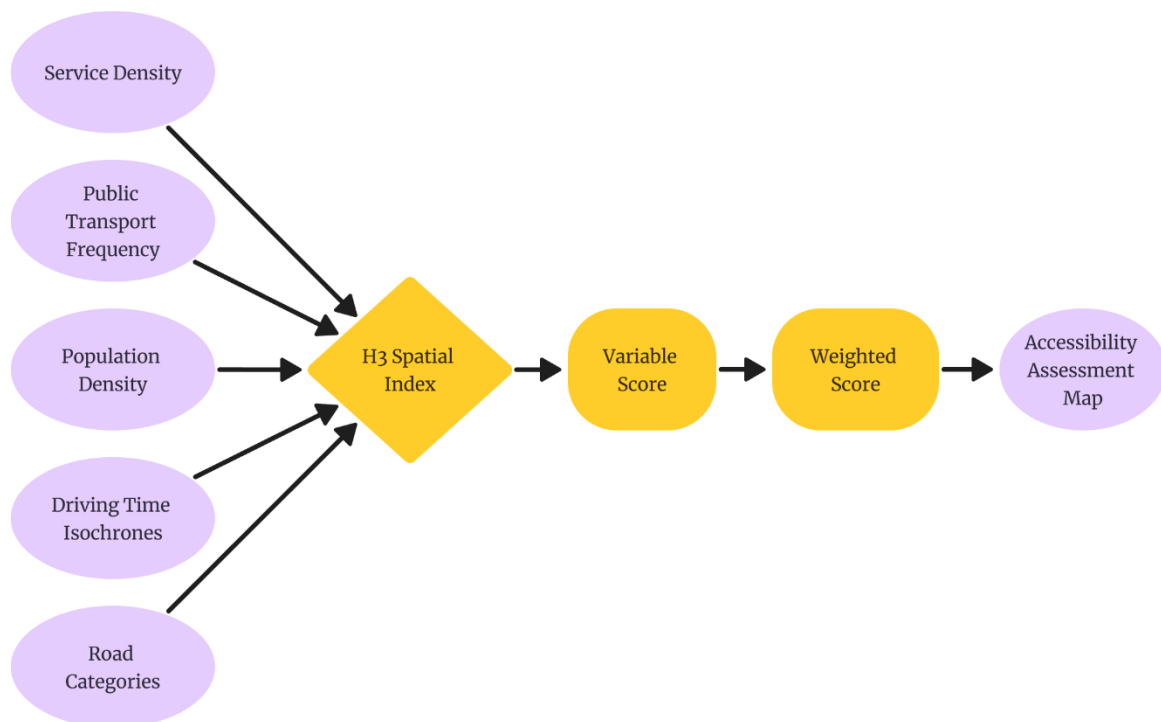 Service Density
Public
Transport
Frequency
Population
Density
Driving Time
Isochrones
Road
Categories
H3 Spatial
Index
Variable
Score
Weighted
Score
Accessibility
Assessment
Map